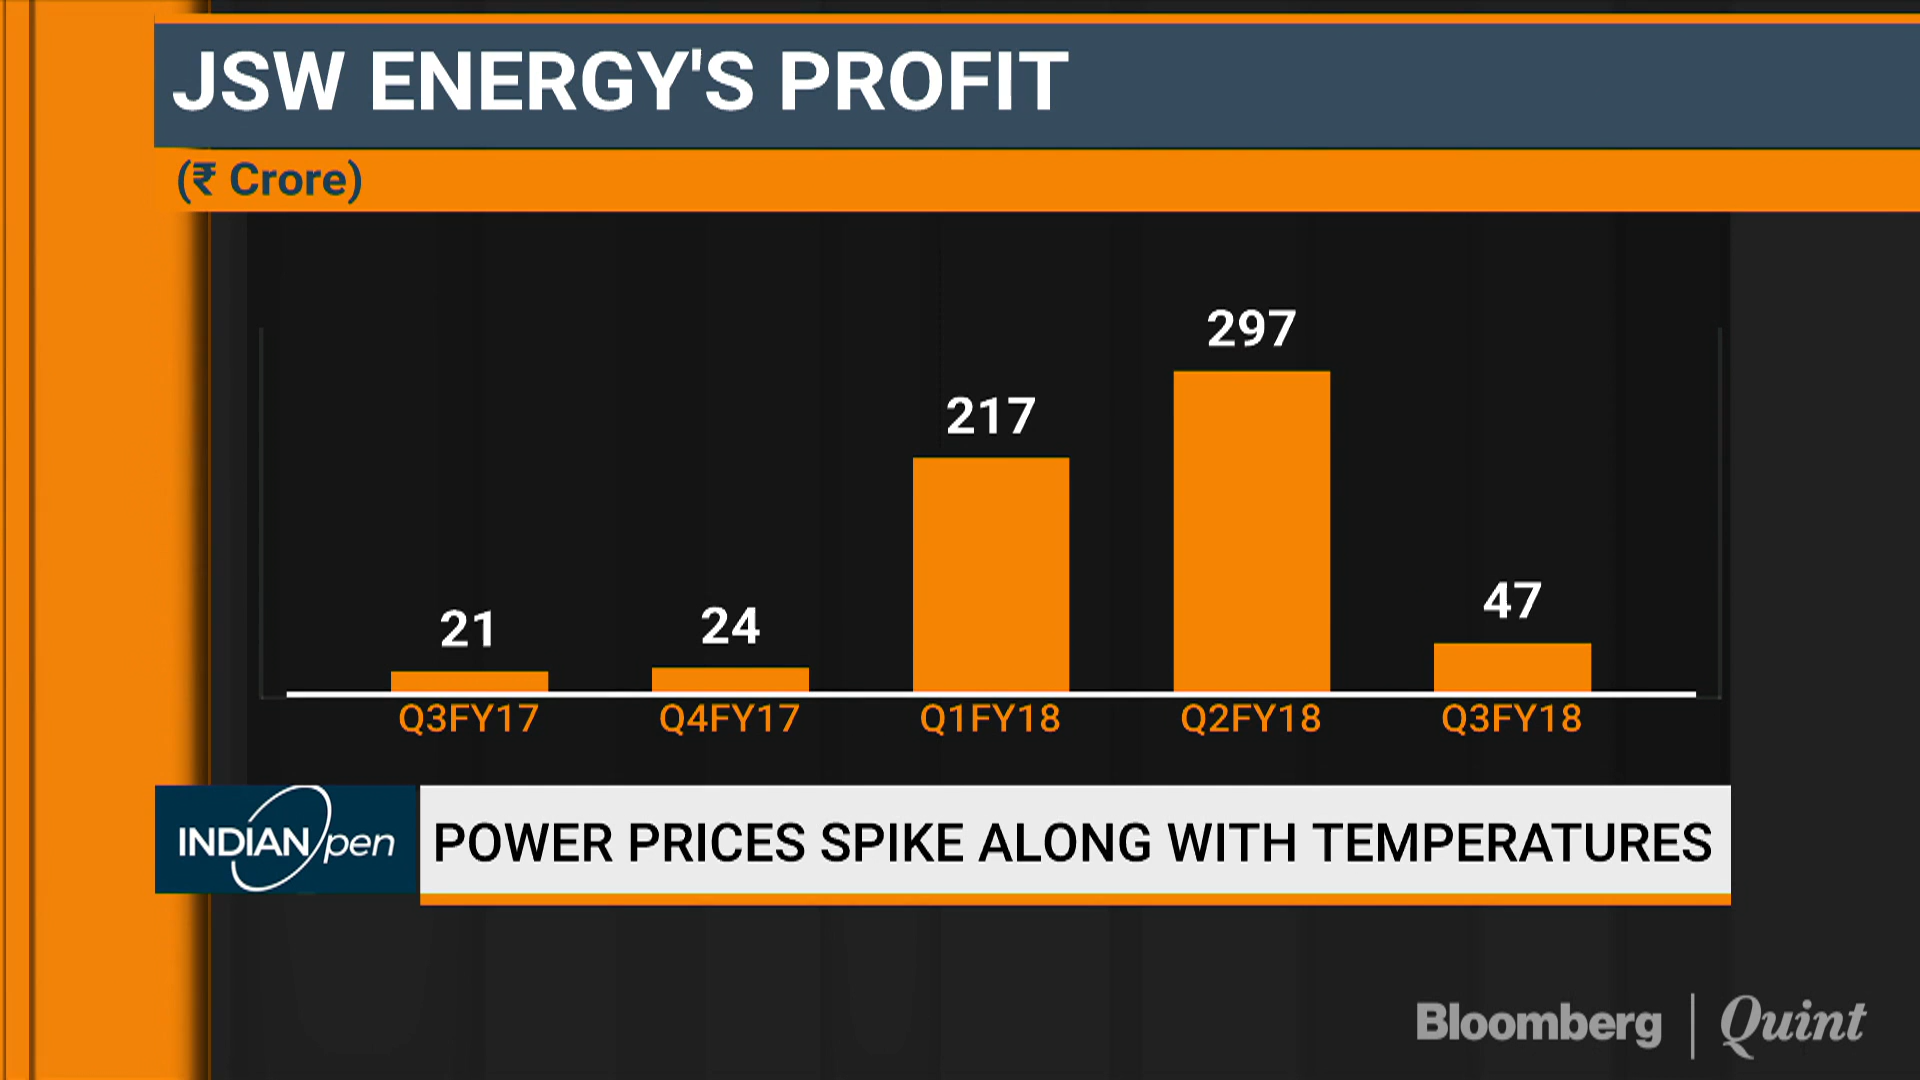 JSW ENERGY'S PROFIT
(₹ Crore)
297
217
47
21
24
Q3FY17 Q4FY17 Q1FY18 Q2FY18 Q3FY18
INDIAN Open
POWER PRICES SPIKE ALONG WITH TEMPERATURES
Bloomberg | Quint